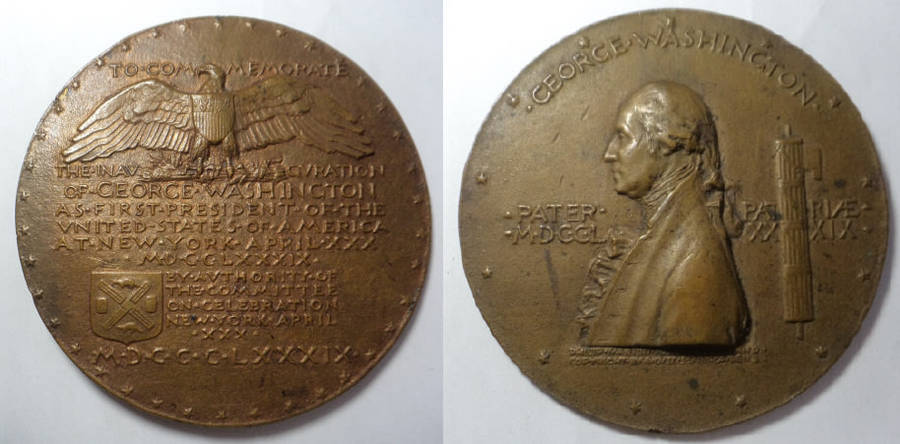 TO·COMMEMORATE
THE·INAVGVRATION
OF·GEORGE·WASHINGTON
AS·FIRST·PRESIDENT·OF·THE
VNITED·STATES·OF·AMERICA
AT·NEW·YORK·APRIL·XXX
·M·D·CCLXXXIX·
BY·AVTHORITY·OF
THE·COMMITTEE
ON·CELEBRATION
NEW·YORK·APRIL
·XXX·
M·D·C·C·C·LXXXIX·
·GEORGE·WASHINGTON·
·PATER· PATRIÆ·
·M·DCCL XXXIX·